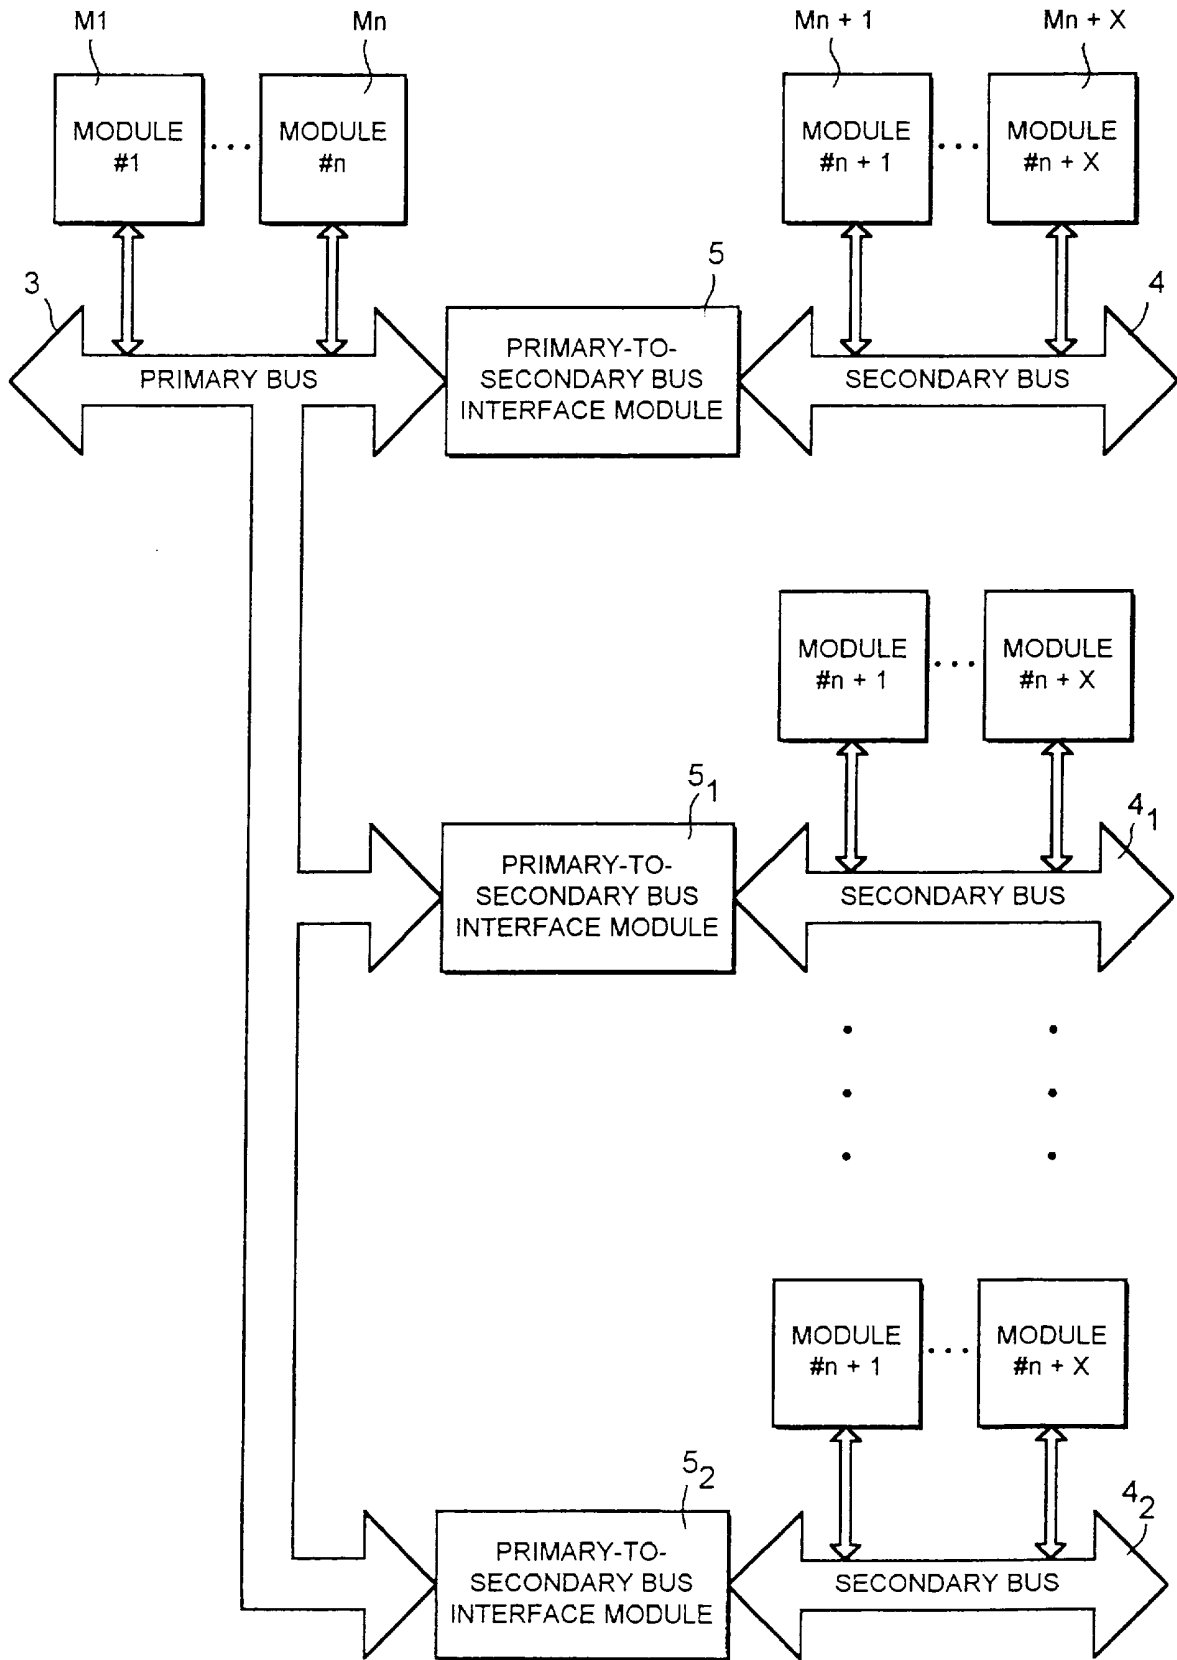 M1
Mn
Mn + 1
Mn + X
MODULE
#1
MODULE
#n
MODULE
#n + 1
MODULE
#n + X
3
5
4
PRIMARY BUS
PRIMARY-TO-
SECONDARY BUS
INTERFACE MODULE
SECONDARY BUS
MODULE
#n + 1
MODULE
#n + X
5₁
4₁
PRIMARY-TO-
SECONDARY BUS
INTERFACE MODULE
SECONDARY BUS
MODULE
#n + 1
MODULE
#n + X
5₂
4₂
PRIMARY-TO-
SECONDARY BUS
INTERFACE MODULE
SECONDARY BUS